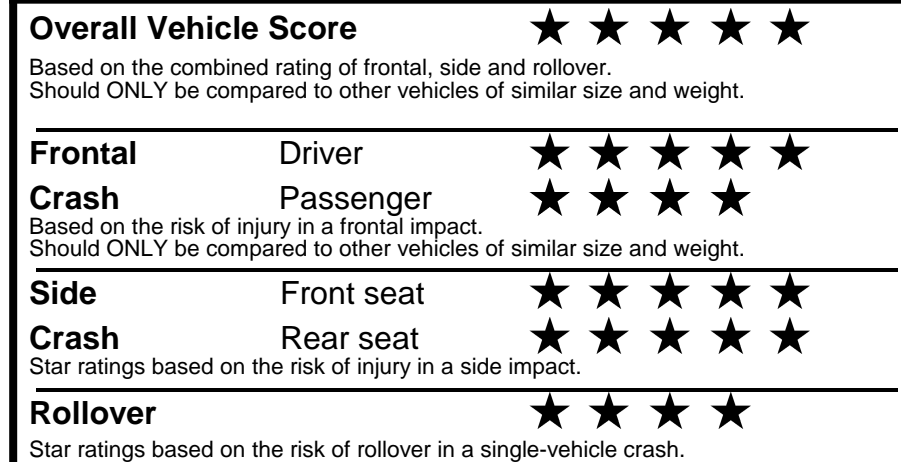 Overall Vehicle Score ★ ★ ★ ★ ★
Based on the combined rating of frontal, side and rollover.
Should ONLY be compared to other vehicles of similar size and weight.
Frontal Driver ★ ★ ★ ★ ★
Crash Passenger ★ ★ ★ ★
Based on the risk of injury in a frontal impact.
Should ONLY be compared to other vehicles of similar size and weight.
Side Front seat ★ ★ ★ ★ ★
Crash Rear seat ★ ★ ★ ★ ★
Star ratings based on the risk of injury in a side impact.
Rollover ★ ★ ★ ★
Star ratings based on the risk of rollover in a single-vehicle crash.